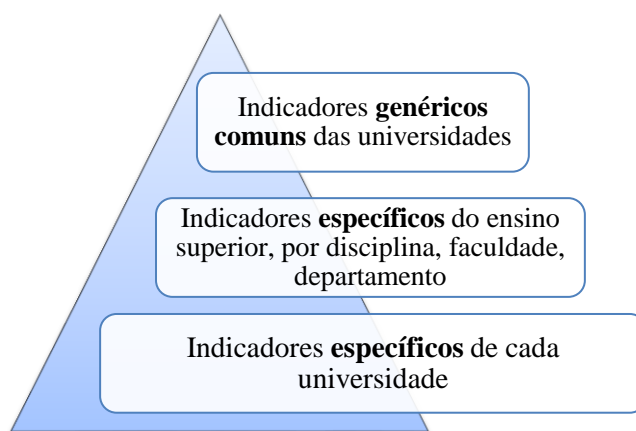 Indicadores genéricos
comuns das universidades
Indicadores específicos do ensino
superior, por disciplina, faculdade,
departamento
Indicadores específicos de cada
universidade